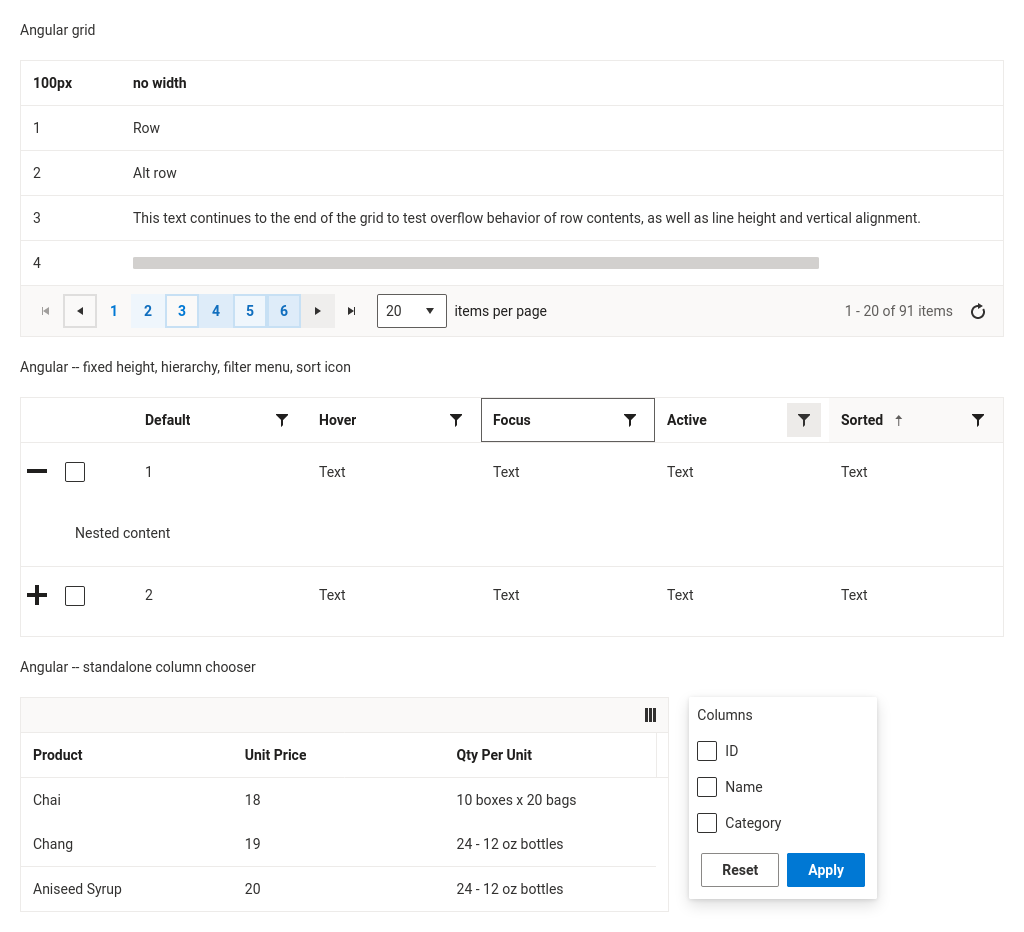 Angular grid
100px no width
1 Row
2 Alt row
3 This text continues to the end of the grid to test overflow behavior of row contents, as well as line height and vertical alignment.
4
1 2 3 4 5 6 20 items per page 1 - 20 of 91 items
Angular -- fixed height, hierarchy, filter menu, sort icon
Default Hover Focus Active Sorted
1 Text Text Text Text
Nested content
2 Text Text Text Text
Angular -- standalone column chooser
Product Unit Price Qty Per Unit
Chai 18 10 boxes x 20 bags
Chang 19 24 - 12 oz bottles
Aniseed Syrup 20 24 - 12 oz bottles
Columns
ID
Name
Category
Reset Apply